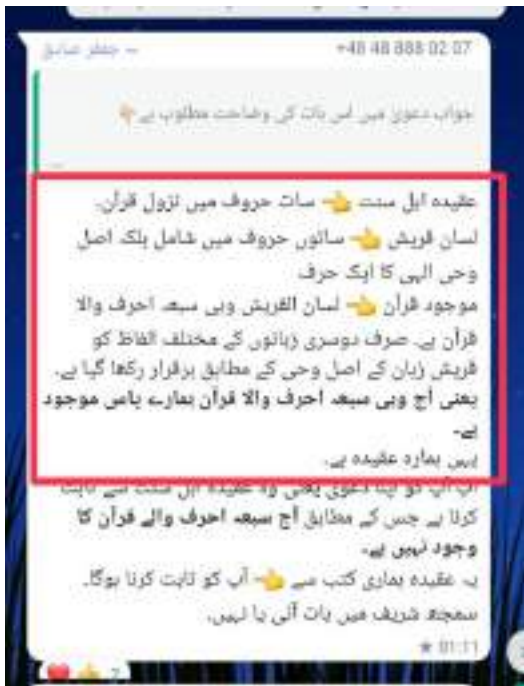 ~ جعفر صادق
+48 48 888 02 07
جواب دعویٰ میں اس بات کی وضاحت مطلوب ہے 👇
عقیدہ اہل سنت 👈 سات حروف میں نزول قرآن۔
لسان قریش 👈 ساتوں حروف میں شامل بلکہ اصل
وحی الہی کا ایک حرف
موجود قرآن 👈 لسان القریش وہی سبعہ احرف والا
قرآن ہے۔ صرف دوسری زبانوں کے مختلف الفاظ کو
قریش زبان کے اصل وحی کے مطابق برقرار رکھا گیا ہے۔
یعنی آج وہی سبعہ احرف والا قرآن ہمارے پاس موجود
ہے۔
یہی ہمارہ عقیدہ ہے۔
اب آپ کو اپنا دعویٰ یعنی وہ عقیدہ اہل سنت سے ثابت
کرنا ہے جس کے مطابق آج سبعہ احرف والے قرآن کا
وجود نہیں ہے۔
یہ عقیدہ ہماری کتب سے 👈 آپ کو ثابت کرنا ہوگا۔
سمجھ شریف میں بات آئی یا نہیں۔
★ 01:11
❤️ 👍 7